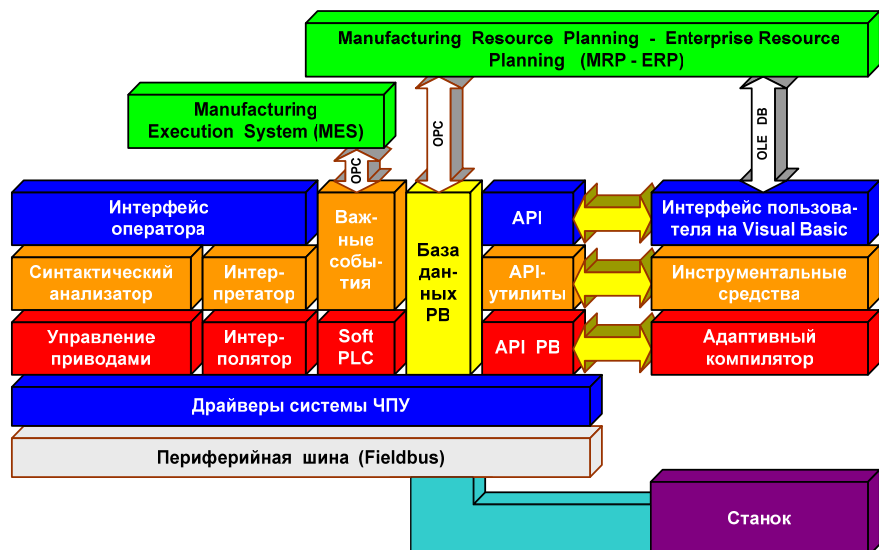 Manufacturing Resource Planning - Enterprise Resource
Planning (MRP - ERP)
Manufacturing
Execution System (MES)
OPC
OPC
OLE DB
Интерфейс
оператора
Важ-
ные
собы-
тия
База
дан-
ных
РВ
API
Интерфейс пользова-
теля на Visual Basic
Синтактический
анализатор
Интер-
претатор
API-
утилиты
Инструментальные
средства
Управление
приводами
Интер-
полятор
Soft
PLC
API РВ
Адаптивный
компилятор
Драйверы системы ЧПУ
Периферийная шина (Fieldbus)
Станок